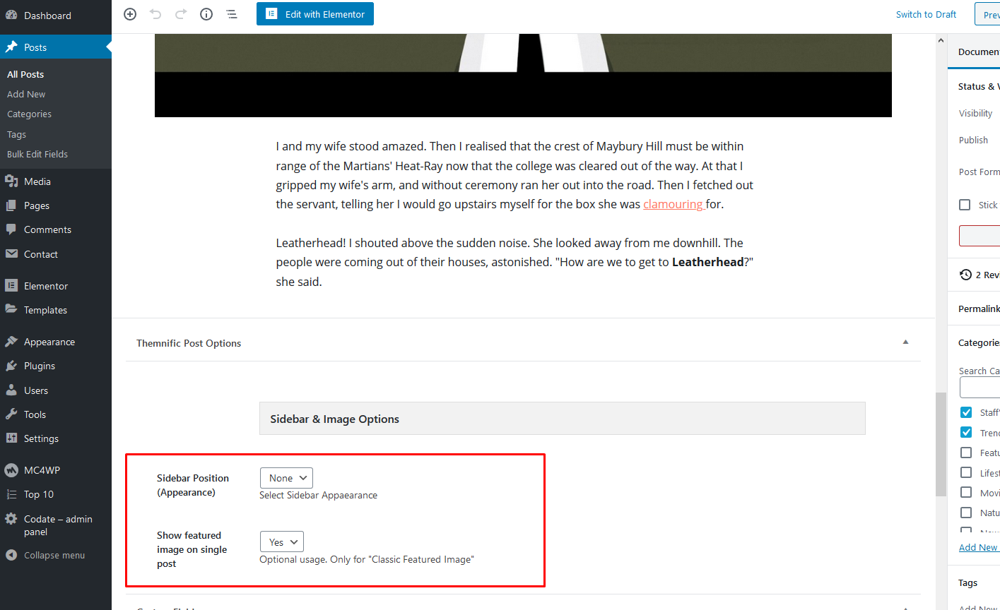 Dashboard
Posts
All Posts
Add New
Categories
Tags
Bulk Edit Fields
Media
Pages
Comments
Contact
Elementor
Templates
Appearance
Plugins
Users
Tools
Settings
MC4WP
Top 10
Codate – admin
panel
Collapse menu
Edit with Elementor
Switch to Draft
Prev
I and my wife stood amazed. Then I realised that the crest of Maybury Hill must be within
range of the Martians' Heat-Ray now that the college was cleared out of the way. At that I
gripped my wife's arm, and without ceremony ran her out into the road. Then I fetched out
the servant, telling her I would go upstairs myself for the box she was clamouring for.
Leatherhead! I shouted above the sudden noise. She looked away from me downhill. The
people were coming out of their houses, astonished. "How are we to get to Leatherhead?"
she said.
Themnific Post Options
Sidebar & Image Options
Sidebar Position
(Appearance)
None
Select Sidebar Appaearance
Show featured
image on single
post
Yes
Optional usage. Only for "Classic Featured Image"
Documen
Status & V
Visibility
Publish
Post Form
Stick
2 Revi
Permalink
Categories
Search Ca
Staff'
Trend
Featu
Lifest
Movi
Natu
Add New
Tags
Add New